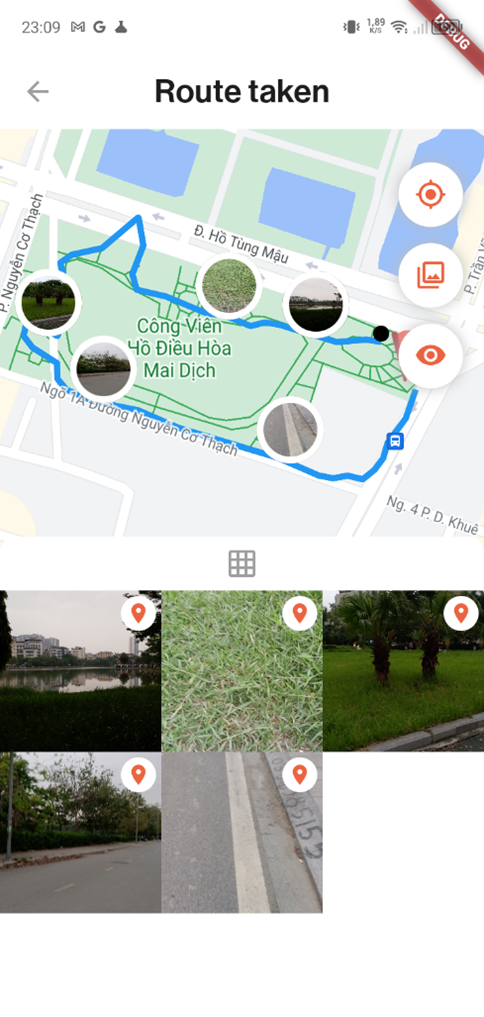 23:09
1,89
K/S
DEBUG
Route taken
P. Nguyễn Cơ Thạch
Đ. Hồ Tùng Mậu
P. Trần V
Công Viên
Hồ Điều Hòa
Mai Dịch
Ngõ 1A Đường Nguyễn Cơ Thạch
Ng. 4 P. D. Khuê